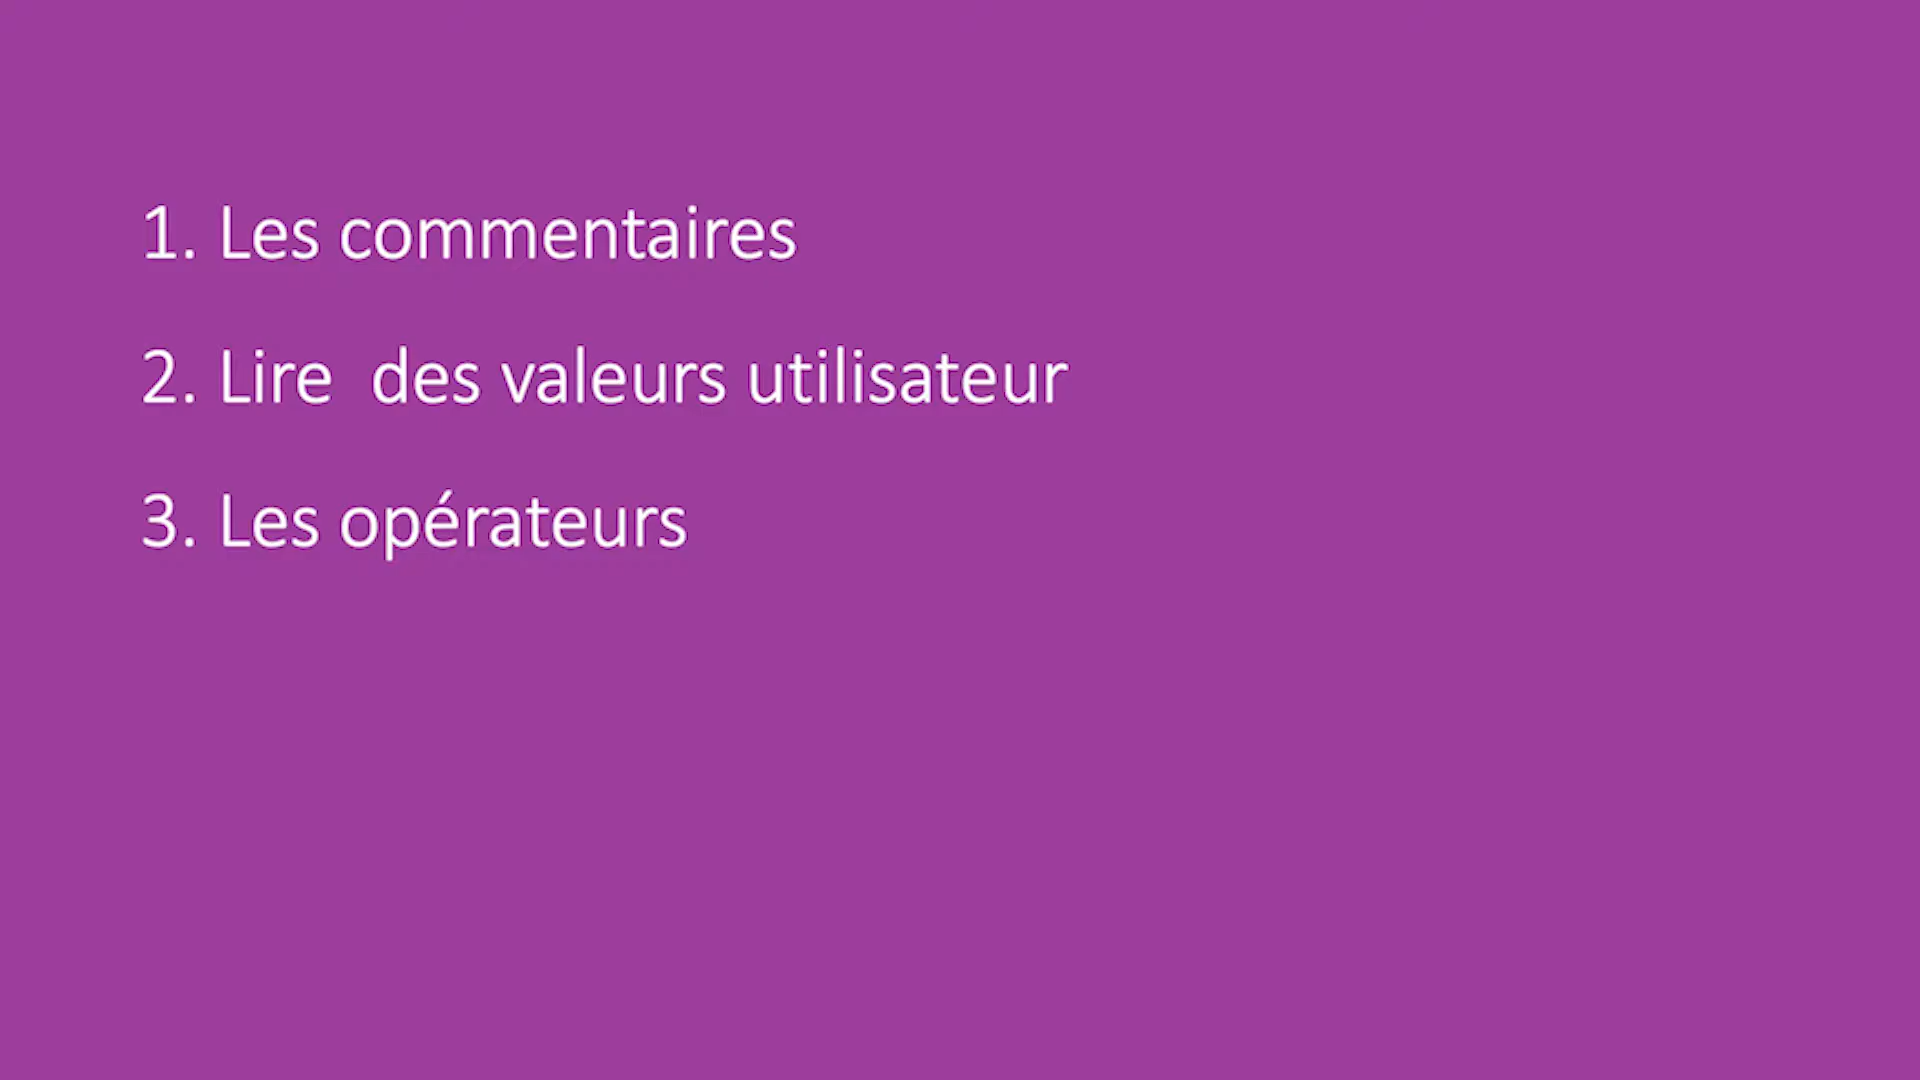 1. Les commentaires
2. Lire  des valeurs utilisateur
3. Les opérateurs